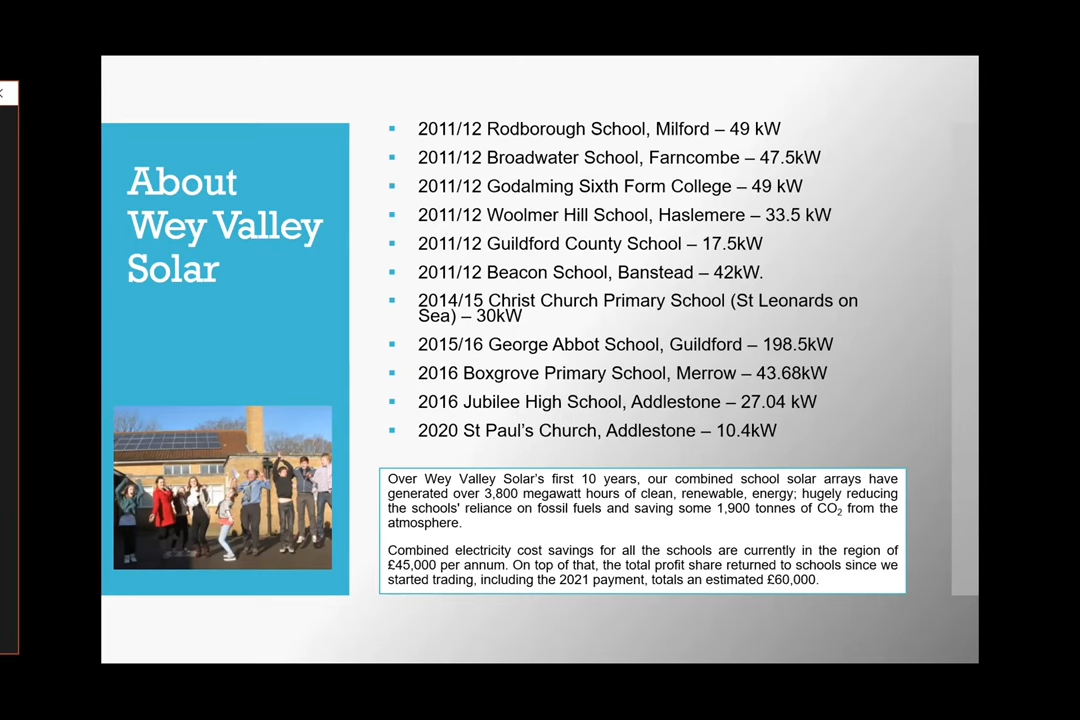 About
Wey Valley
Solar
2011/12 Rodborough School, Milford – 49 kW
2011/12 Broadwater School, Farncombe – 47.5kW
2011/12 Godalming Sixth Form College – 49 kW
2011/12 Woolmer Hill School, Haslemere – 33.5 kW
2011/12 Guildford County School – 17.5kW
2011/12 Beacon School, Banstead – 42kW.
2014/15 Christ Church Primary School (St Leonards on
Sea) – 30kW
2015/16 George Abbot School, Guildford – 198.5kW
2016 Boxgrove Primary School, Merrow – 43.68kW
2016 Jubilee High School, Addlestone – 27.04 kW
2020 St Paul’s Church, Addlestone – 10.4kW
Over Wey Valley Solar’s first 10 years, our combined school solar arrays have
generated over 3,800 megawatt hours of clean, renewable, energy; hugely reducing
the schools' reliance on fossil fuels and saving some 1,900 tonnes of CO₂ from the
atmosphere.
Combined electricity cost savings for all the schools are currently in the region of
£45,000 per annum. On top of that, the total profit share returned to schools since we
started trading, including the 2021 payment, totals an estimated £60,000.